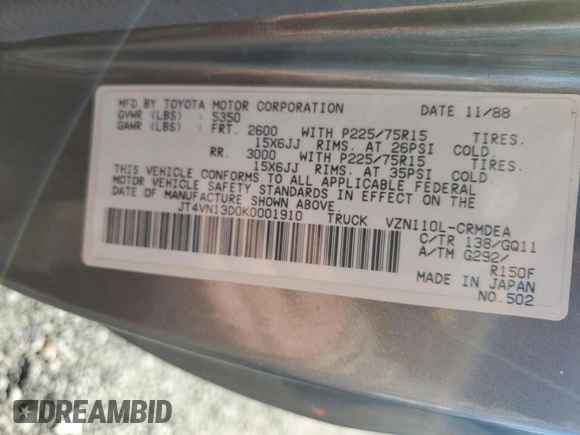 MFD BY TOYOTA MOTOR CORPORATION DATE 11/88
GVWR (LBS) : 5350
GAWR (LBS) : FRT. 2600 WITH P225/75R15 TIRES.
15X6JJ RIMS. AT 26PSI COLD.
RR. 3000 WITH P225/75R15 TIRES.
15X6JJ RIMS. AT 35PSI COLD.
THIS VEHICLE CONFORMS TO ALL APPLICABLE FEDERAL
MOTOR VEHICLE SAFETY STANDARDS IN EFFECT ON THE
DATE OF MANUFACTURE SHOWN ABOVE.
JT4VN13D0K0001910 TRUCK VZN110L-CRMDEA
C/TR 138/GQ11
A/TM G292/
R150F
MADE IN JAPAN
NO.502
DREAMBID